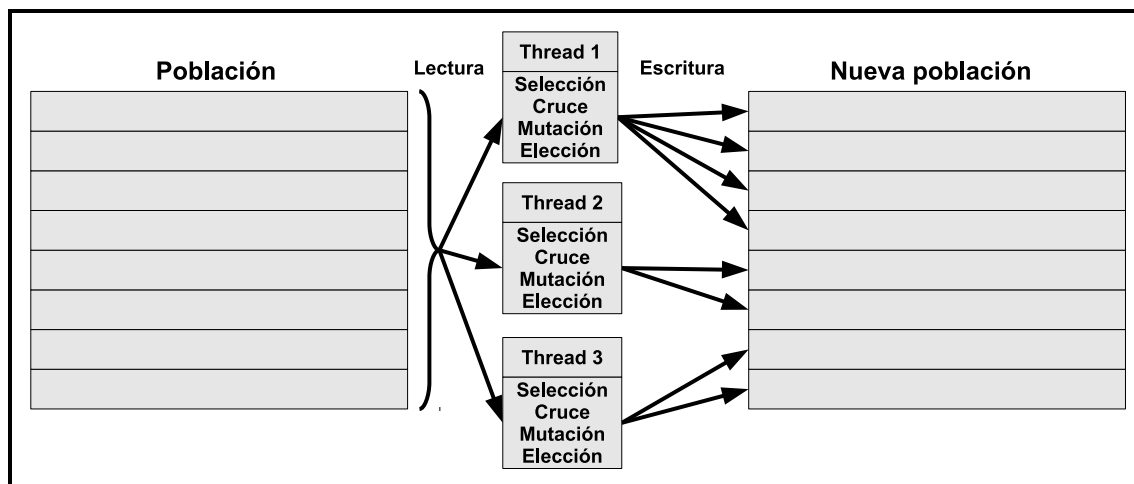 Población
Lectura
Thread 1
Selección
Cruce
Mutación
Elección
Escritura
Nueva población
Thread 2
Selección
Cruce
Mutación
Elección
Thread 3
Selección
Cruce
Mutación
Elección